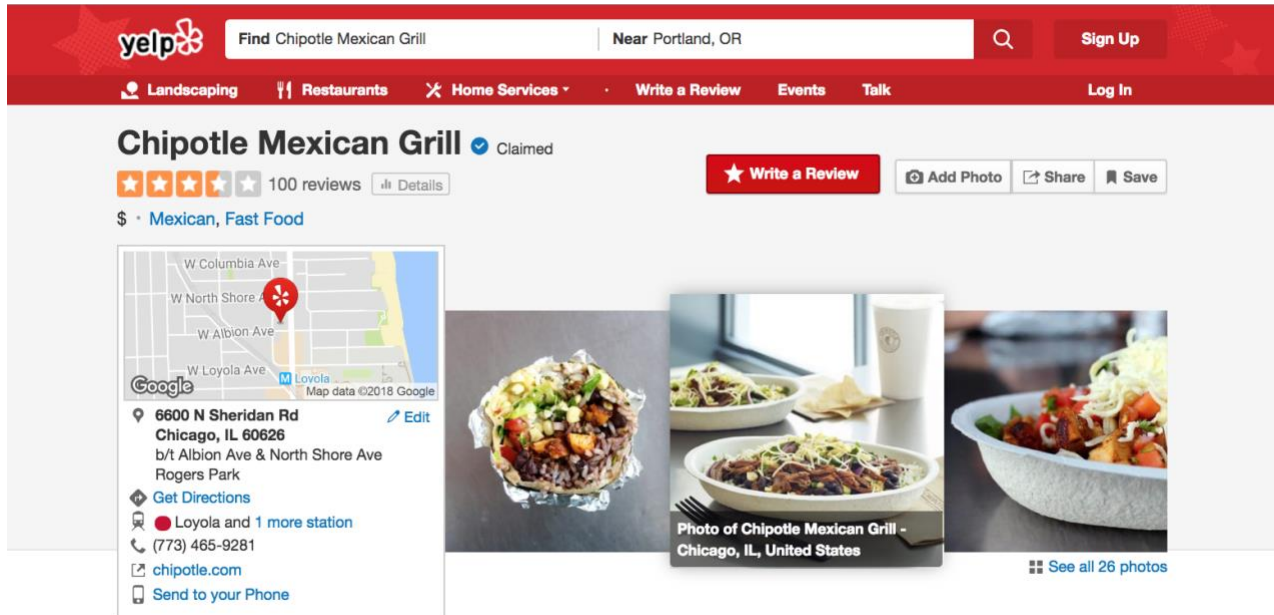 yelp
Find Chipotle Mexican Grill
Near Portland, OR
Sign Up
Landscaping
Restaurants
Home Services
Write a Review
Events
Talk
Log In
Chipotle Mexican Grill
Claimed
100 reviews
Details
Write a Review
Add Photo
Share
Save
$ · Mexican, Fast Food
W Columbia Ave
W North Shore A
W Albion Ave
W Loyola Ave
M Loyola
Google
Map data ©2018 Google
6600 N Sheridan Rd
Edit
Chicago, IL 60626
b/t Albion Ave & North Shore Ave
Rogers Park
Get Directions
Loyola and 1 more station
(773) 465-9281
chipotle.com
Send to your Phone
Photo of Chipotle Mexican Grill -
Chicago, IL, United States
See all 26 photos